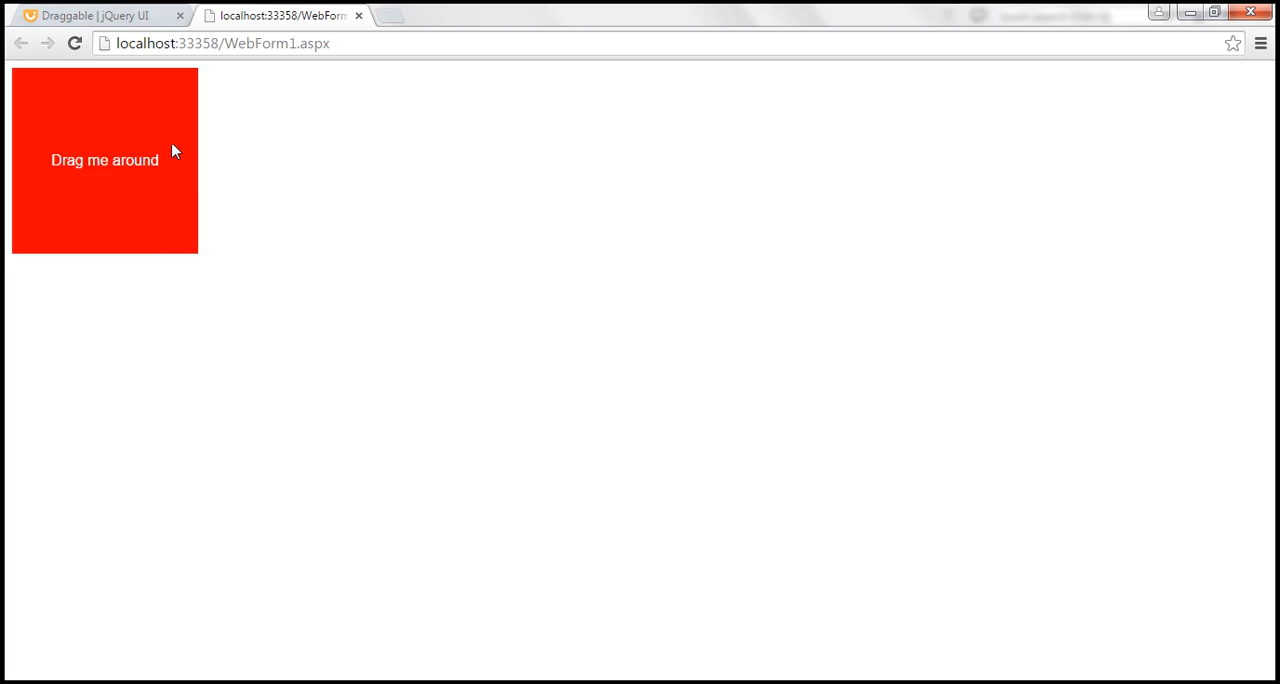 Draggable | jQuery UI
localhost:33358/WebForm
localhost:33358/WebForm1.aspx
Drag me around